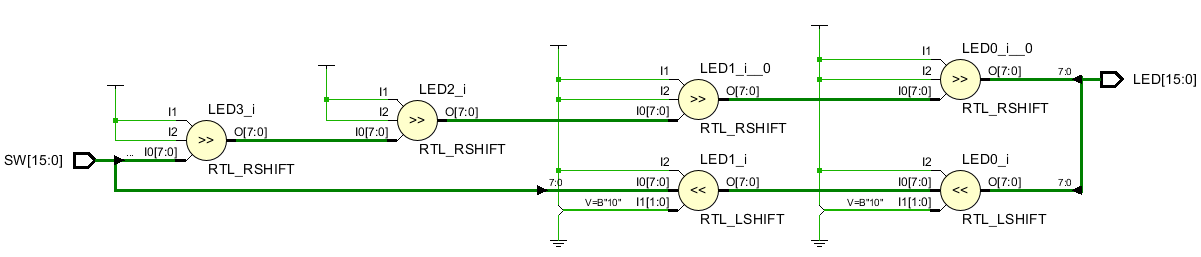 SW[15:0]
...
I1
I2
I0[7:0]
LED3_i
>>
O[7:0]
RTL_RSHIFT
I1
I2
I0[7:0]
LED2_i
>>
O[7:0]
RTL_RSHIFT
I1
I2
I0[7:0]
LED1_i__0
>>
O[7:0]
RTL_RSHIFT
I1
I2
I0[7:0]
LED0_i__0
>>
O[7:0]
RTL_RSHIFT
7:0
LED[15:0]
7:0
V=B"10"
I2
I0[7:0]
I1[1:0]
LED1_i
<<
O[7:0]
RTL_LSHIFT
V=B"10"
I2
I0[7:0]
I1[1:0]
LED0_i
<<
O[7:0]
RTL_LSHIFT
7:0